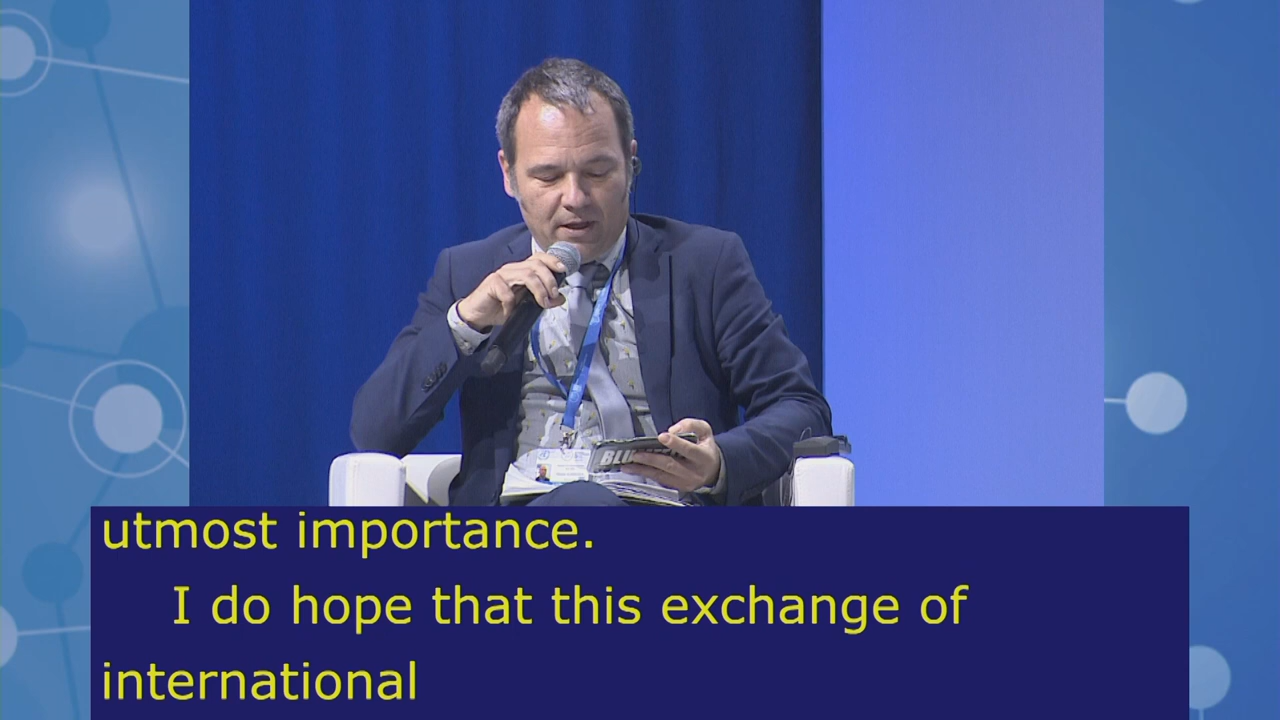 utmost importance.
I do hope that this exchange of
international